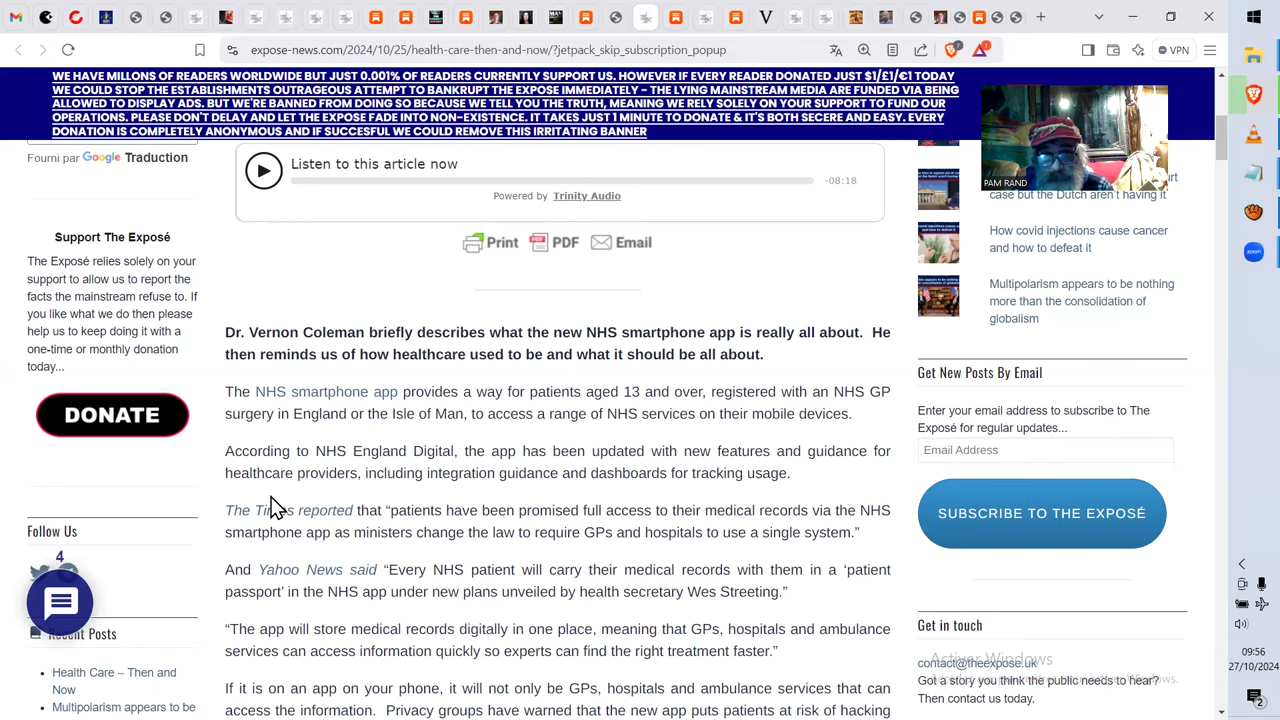 expose-news.com/2024/10/25/health-care-then-and-now/?jetpack_skip_subscription_popup
VPN
WE HAVE MILLONS OF READERS WORLDWIDE BUT JUST 0.001% OF READERS CURRENTLY SUPPORT US. HOWEVER IF EVERY READER DONATED JUST $1/£1/€1 TODAY
WE COULD STOP THE ESTABLISHMENTS OUTRAGEOUS ATTEMPT TO BANKRUPT THE EXPOSE IMMEDIATELY – THE LYING MAINSTREAM MEDIA ARE FUNDED VIA BEING
ALLOWED TO DISPLAY ADS. BUT WE'RE BANNED FROM DOING SO BECAUSE WE TELL YOU THE TRUTH, MEANING WE RELY SOLELY ON YOUR SUPPORT TO FUND OUR
OPERATIONS. PLEASE DON'T DELAY AND LET THE EXPOSE FADE INTO NON-EXISTENCE. IT TAKES JUST 1 MINUTE TO DONATE & IT'S BOTH SECERE AND EASY. EVERY
DONATION IS COMPLETELY ANONYMOUS AND IF SUCCESFUL WE COULD REMOVE THIS IRRITATING BANNER
PAM RAND
Fourni par Google Traduction
Support The Exposé
The Exposé relies solely on your
support to allow us to report the
facts the mainstream refuse to. If
you like what we do then please
help us to keep doing it with a
one-time or monthly donation
today...
DONATE
Follow Us
4
Recent Posts
• Health Care – Then and
Now
• Multipolarism appears to be
Listen to this article now
-08:18
Powered by Trinity Audio
Print PDF Email
Dr. Vernon Coleman briefly describes what the new NHS smartphone app is really all about. He
then reminds us of how healthcare used to be and what it should be all about.
The NHS smartphone app provides a way for patients aged 13 and over, registered with an NHS GP
surgery in England or the Isle of Man, to access a range of NHS services on their mobile devices.
According to NHS England Digital, the app has been updated with new features and guidance for
healthcare providers, including integration guidance and dashboards for tracking usage.
The Times reported that “patients have been promised full access to their medical records via the NHS
smartphone app as ministers change the law to require GPs and hospitals to use a single system.”
And Yahoo News said “Every NHS patient will carry their medical records with them in a ‘patient
passport’ in the NHS app under new plans unveiled by health secretary Wes Streeting.”
“The app will store medical records digitally in one place, meaning that GPs, hospitals and ambulance
services can access information quickly so experts can find the right treatment faster.”
If it is on an app on your phone, it will not only be GPs, hospitals and ambulance services that can
access the information. Privacy groups have warned that the new app puts patients at risk of hacking
case but the Dutch aren't having it
How covid injections cause cancer
and how to defeat it
Multipolarism appears to be nothing
more than the consolidation of
globalism
Get New Posts By Email
Enter your email address to subscribe to The
Exposé for regular updates...
Email Address
SUBSCRIBE TO THE EXPOSÉ
Get in touch
contact@theexpose.uk
Got a story you think the public needs to hear?
Then contact us today.
Activer Windows
zoom
09:56
27/10/2024
2